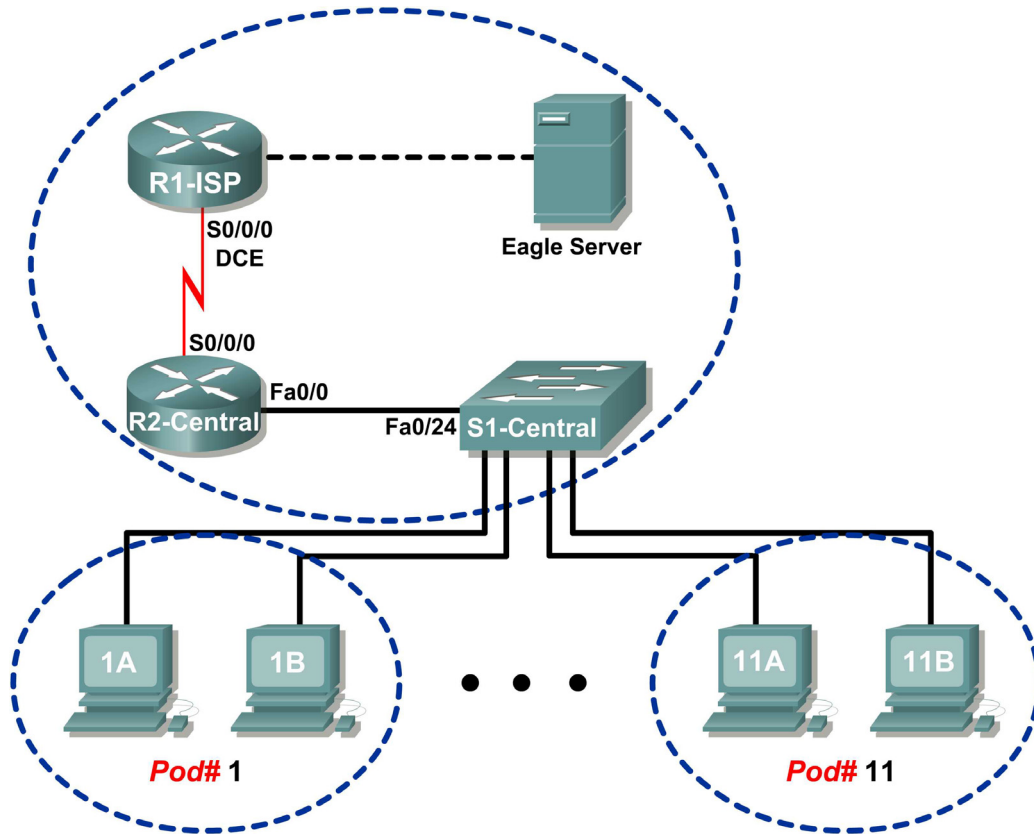 R1-ISP
S0/0/0
DCE
Eagle Server
S0/0/0
R2-Central
Fa0/0
Fa0/24
S1-Central
1A
1B
11A
11B
Pod# 1
Pod# 11